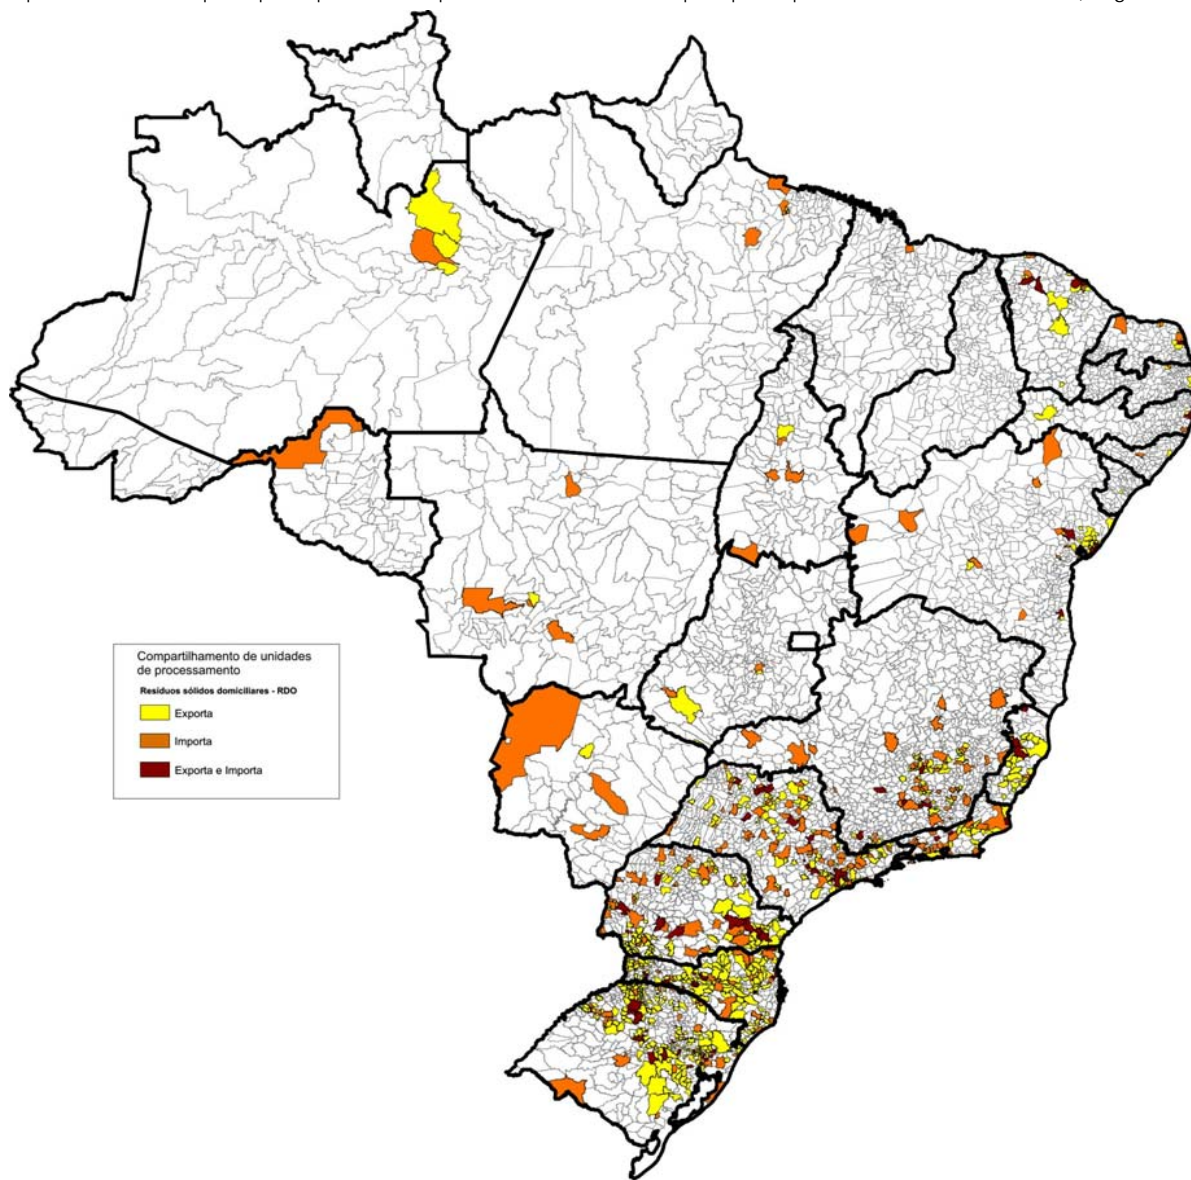 Compartilhamento de unidades
de processamento
Resíduos sólidos domiciliares - RDO
Exporta
Importa
Exporta e Importa